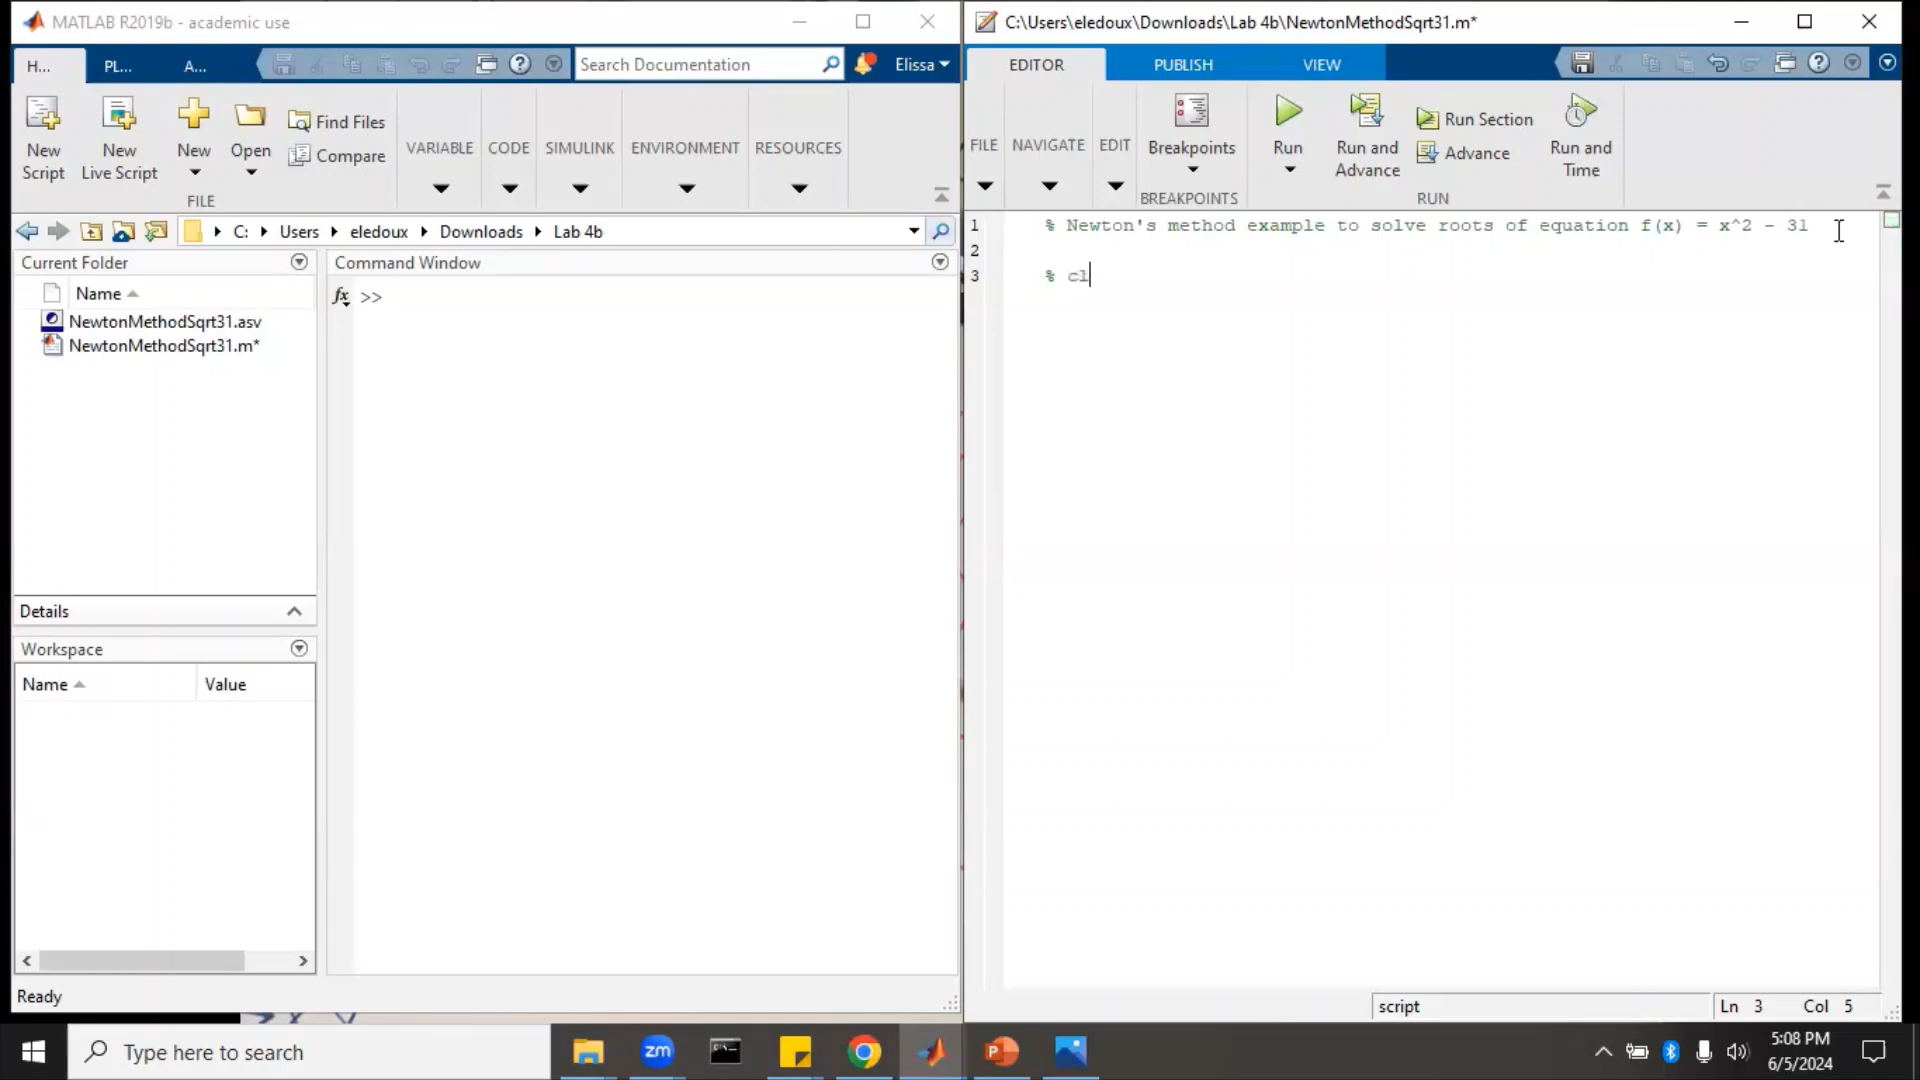 MATLAB R2019b - academic use
H...
PL...
A...
Search Documentation
Elissa
New Script
New Live Script
New
Open
Find Files
Compare
FILE
VARIABLE
CODE
SIMULINK
ENVIRONMENT
RESOURCES
C:
Users
eledoux
Downloads
Lab 4b
Current Folder
Name
NewtonMethodSqrt31.asv
NewtonMethodSqrt31.m*
Details
Workspace
Name
Value
Ready
Command Window
fx >>
C:\Users\eledoux\Downloads\Lab 4b\NewtonMethodSqrt31.m*
EDITOR
PUBLISH
VIEW
FILE
NAVIGATE
EDIT
Breakpoints
BREAKPOINTS
Run
Run and Advance
Run Section
Advance
Run and Time
RUN
1 % Newton's method example to solve roots of equation f(x) = x^2 - 31
2
3 % cl
script
Ln 3 Col 5
Type here to search
zm
P
5:08 PM
6/5/2024